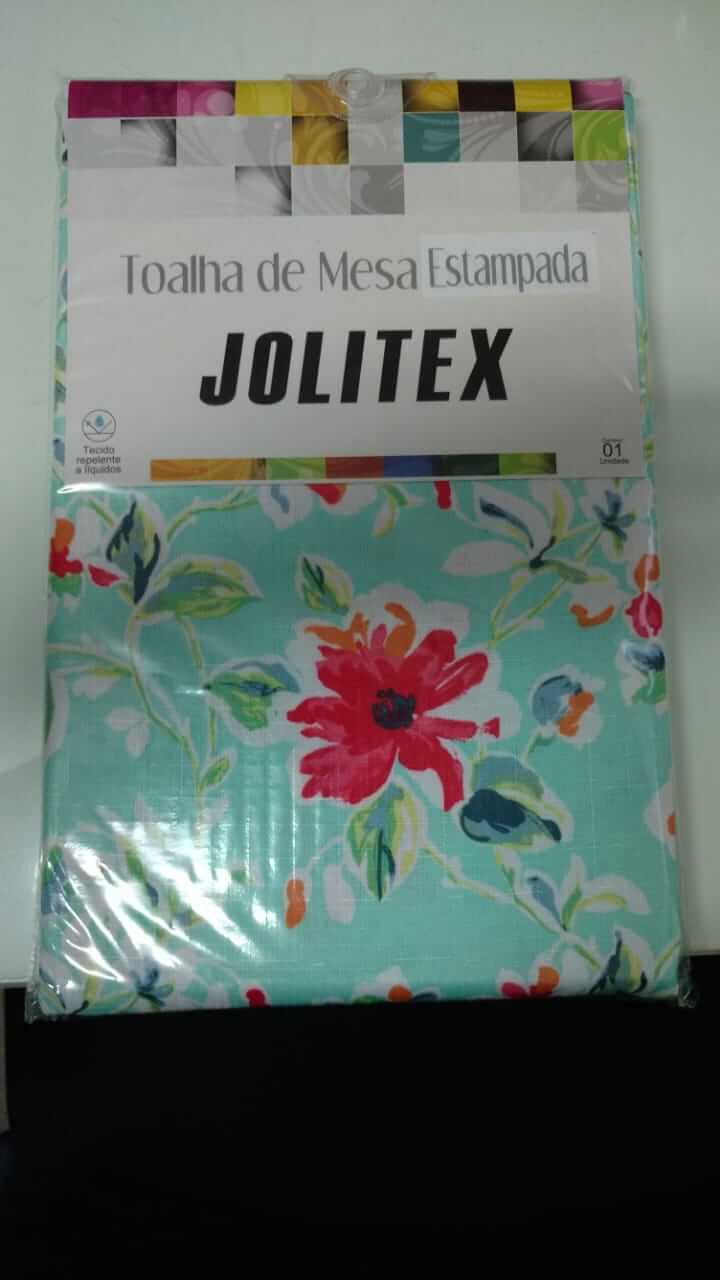 Toalha de Mesa Estampada
JOLITEX
Tecido
repelente
a líquidos
01
Unidade